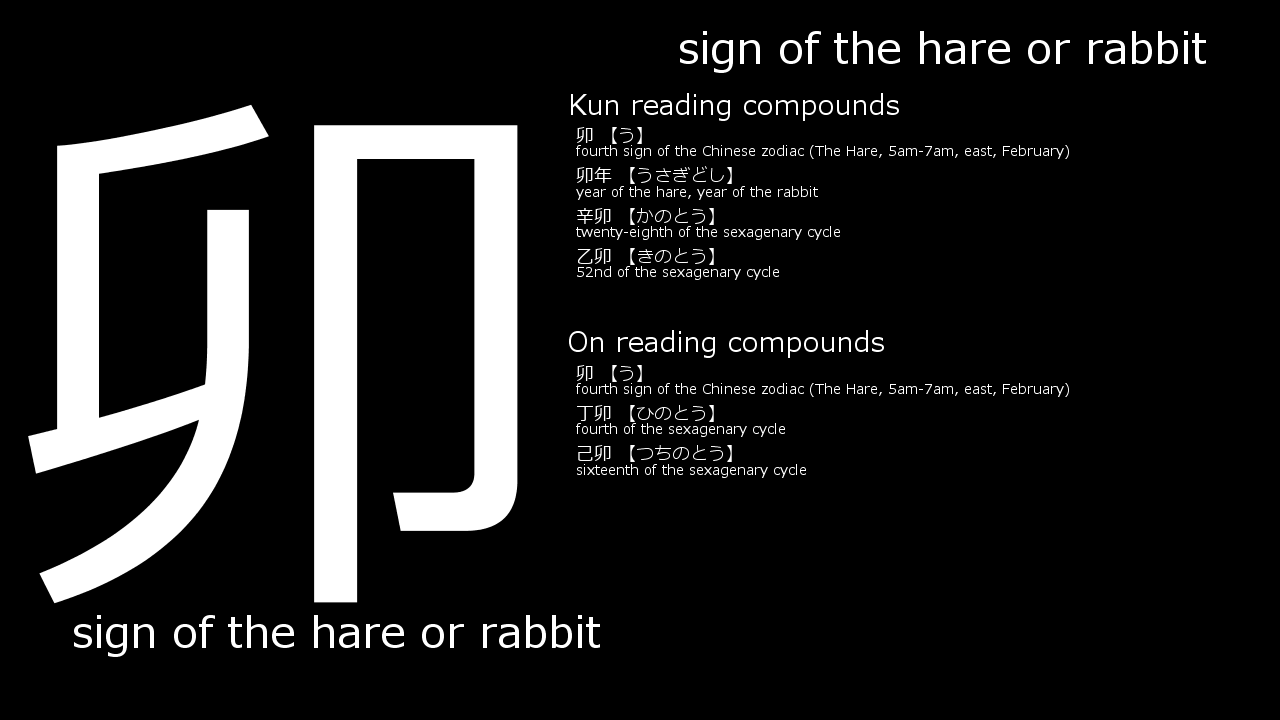 sign of the hare or rabbit
卯
sign of the hare or rabbit
Kun reading compounds
卯 【う】
fourth sign of the Chinese zodiac (The Hare, 5am-7am, east, February)
卯年 【うさぎどし】
year of the hare, year of the rabbit
辛卯 【かのとう】
twenty-eighth of the sexagenary cycle
乙卯 【きのとう】
52nd of the sexagenary cycle
On reading compounds
卯 【う】
fourth sign of the Chinese zodiac (The Hare, 5am-7am, east, February)
丁卯 【ひのとう】
fourth of the sexagenary cycle
己卯 【つちのとう】
sixteenth of the sexagenary cycle